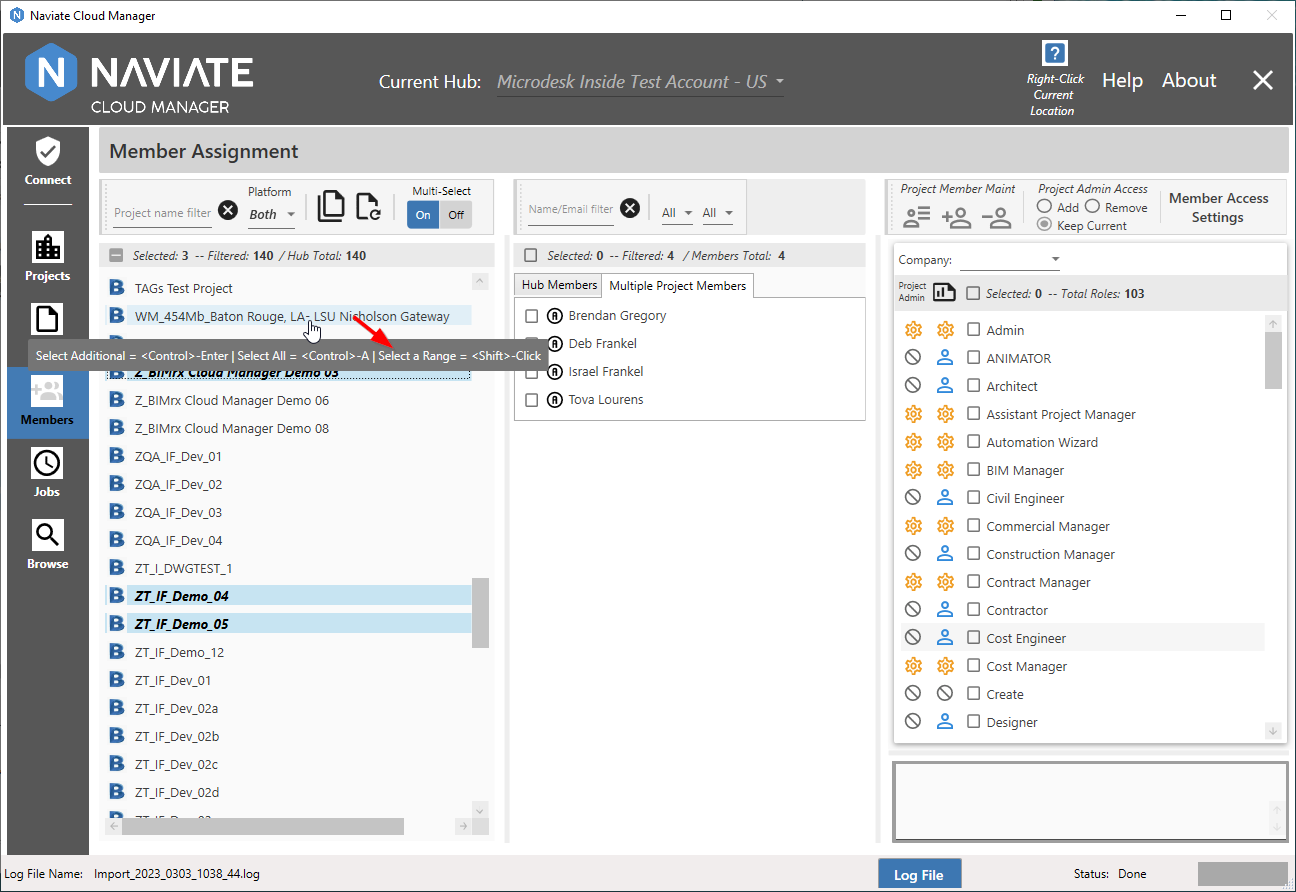 Naviate Cloud Manager
NAVIATE
CLOUD MANAGER
Current Hub: Microdesk Inside Test Account - US
?
Right-Click
Current
Location
Help
About
Connect
Projects
Members
Jobs
Browse
Member Assignment
Project name filter
Platform
Both
Multi-Select
On Off
Selected: 3 -- Filtered: 140 / Hub Total: 140
TAGs Test Project
WM_454Mb_Baton Rouge, LA- LSU Nicholson Gateway
Select Additional = <Control>-Enter | Select All = <Control>-A | Select a Range = <Shift>-Click
Z_BIMrx Cloud Manager Demo 03
Z_BIMrx Cloud Manager Demo 06
Z_BIMrx Cloud Manager Demo 08
ZQA_IF_Dev_01
ZQA_IF_Dev_02
ZQA_IF_Dev_03
ZQA_IF_Dev_04
ZT_I_DWGTEST_1
ZT_IF_Demo_04
ZT_IF_Demo_05
ZT_IF_Demo_12
ZT_IF_Dev_01
ZT_IF_Dev_02a
ZT_IF_Dev_02b
ZT_IF_Dev_02c
ZT_IF_Dev_02d
Name/Email filter
All All
Selected: 0 -- Filtered: 4 / Members Total: 4
Hub Members Multiple Project Members
Brendan Gregory
Deb Frankel
Israel Frankel
Tova Lourens
Project Member Maint
Project Admin Access
Add Remove
Keep Current
Member Access
Settings
Company:
Project
Admin
Selected: 0 -- Total Roles: 103
Admin
ANIMATOR
Architect
Assistant Project Manager
Automation Wizard
BIM Manager
Civil Engineer
Commercial Manager
Construction Manager
Contract Manager
Contractor
Cost Engineer
Cost Manager
Create
Designer
Log File Name: Import_2023_0303_1038_44.log
Log File
Status: Done